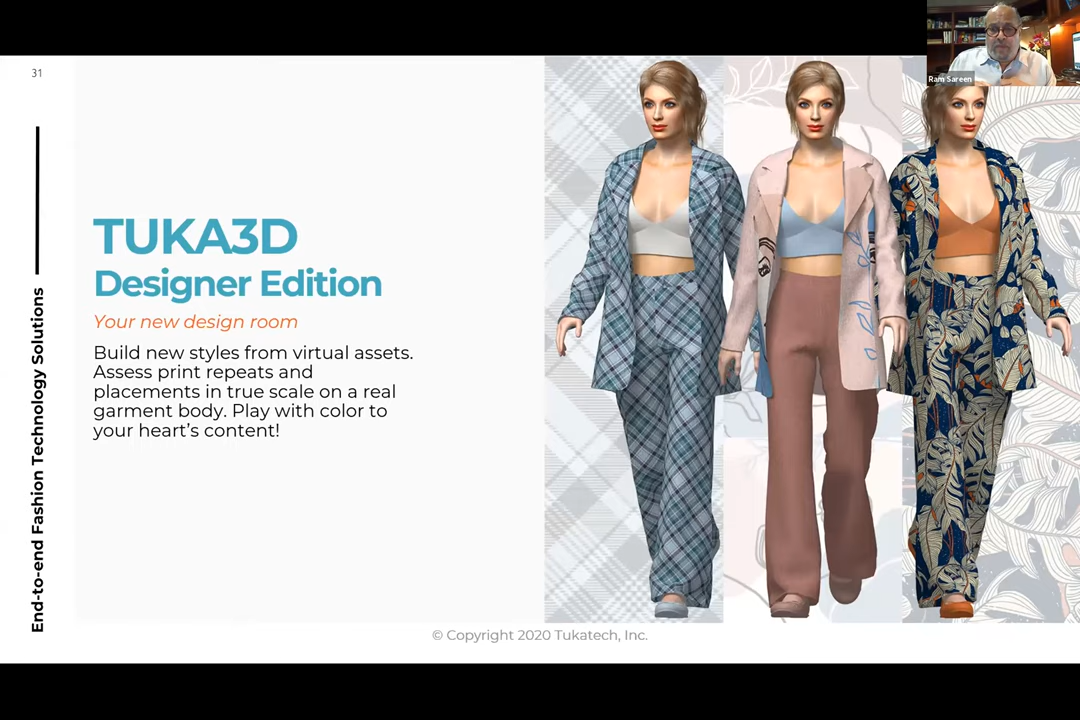 31
Ram Sareen
End-to-end Fashion Technology Solutions
TUKA3D
Designer Edition
Your new design room
Build new styles from virtual assets.
Assess print repeats and
placements in true scale on a real
garment body. Play with color to
your heart's content!
© Copyright 2020 Tukatech, Inc.